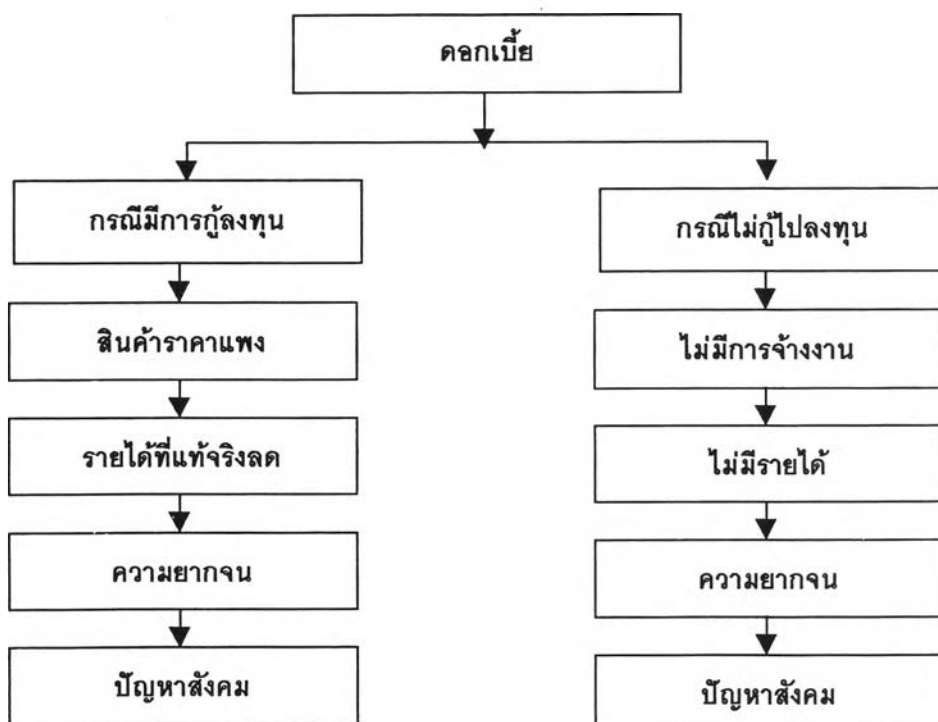 ดอกเบี้ย
กรณีมีการกู้ลงทุน
สินค้าราคาแพง
รายได้ที่แท้จริงลด
ความยากจน
ปัญหาสังคม
กรณีไม่กู้ไปลงทุน
ไม่มีการจ้างงาน
ไม่มีรายได้
ความยากจน
ปัญหาสังคม